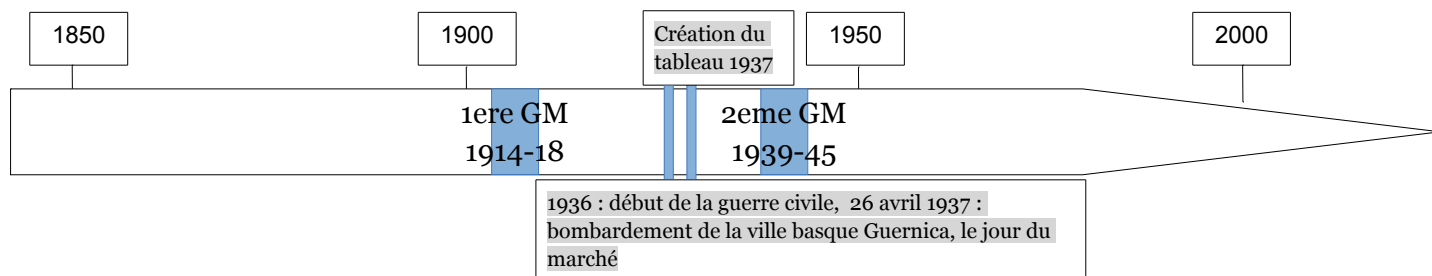 1850
1900
Création du
tableau 1937
1950
2000
1ere GM
1914-18
2eme GM
1939-45
1936 : début de la guerre civile,  26 avril 1937 :
bombardement de la ville basque Guernica, le jour du
marché